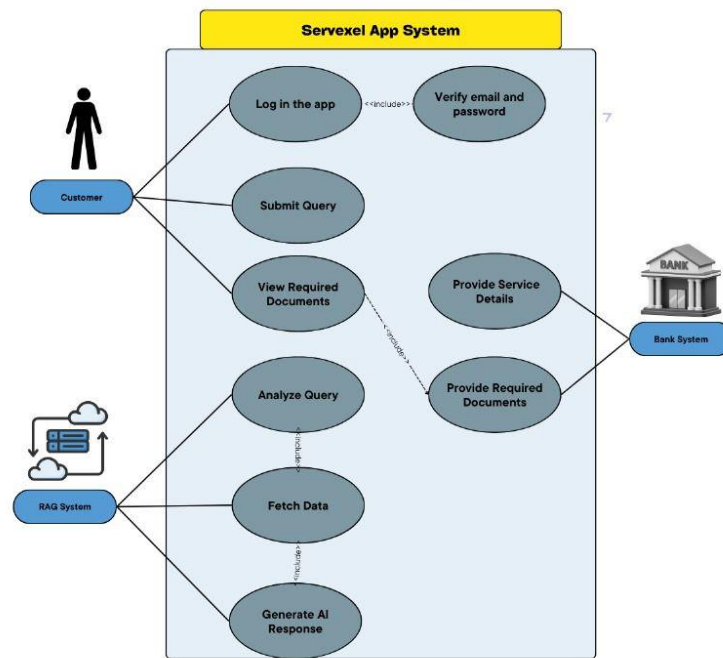 Servexel App System
Log in the app
<<include>>
Verify email and
password
Customer
Submit Query
View Required
Documents
Provide Service
Details
BANK
Bank System
<<include>>
Analyze Query
Provide Required
Documents
<<include>>
RAG System
Fetch Data
<<include>>
Generate AI
Response